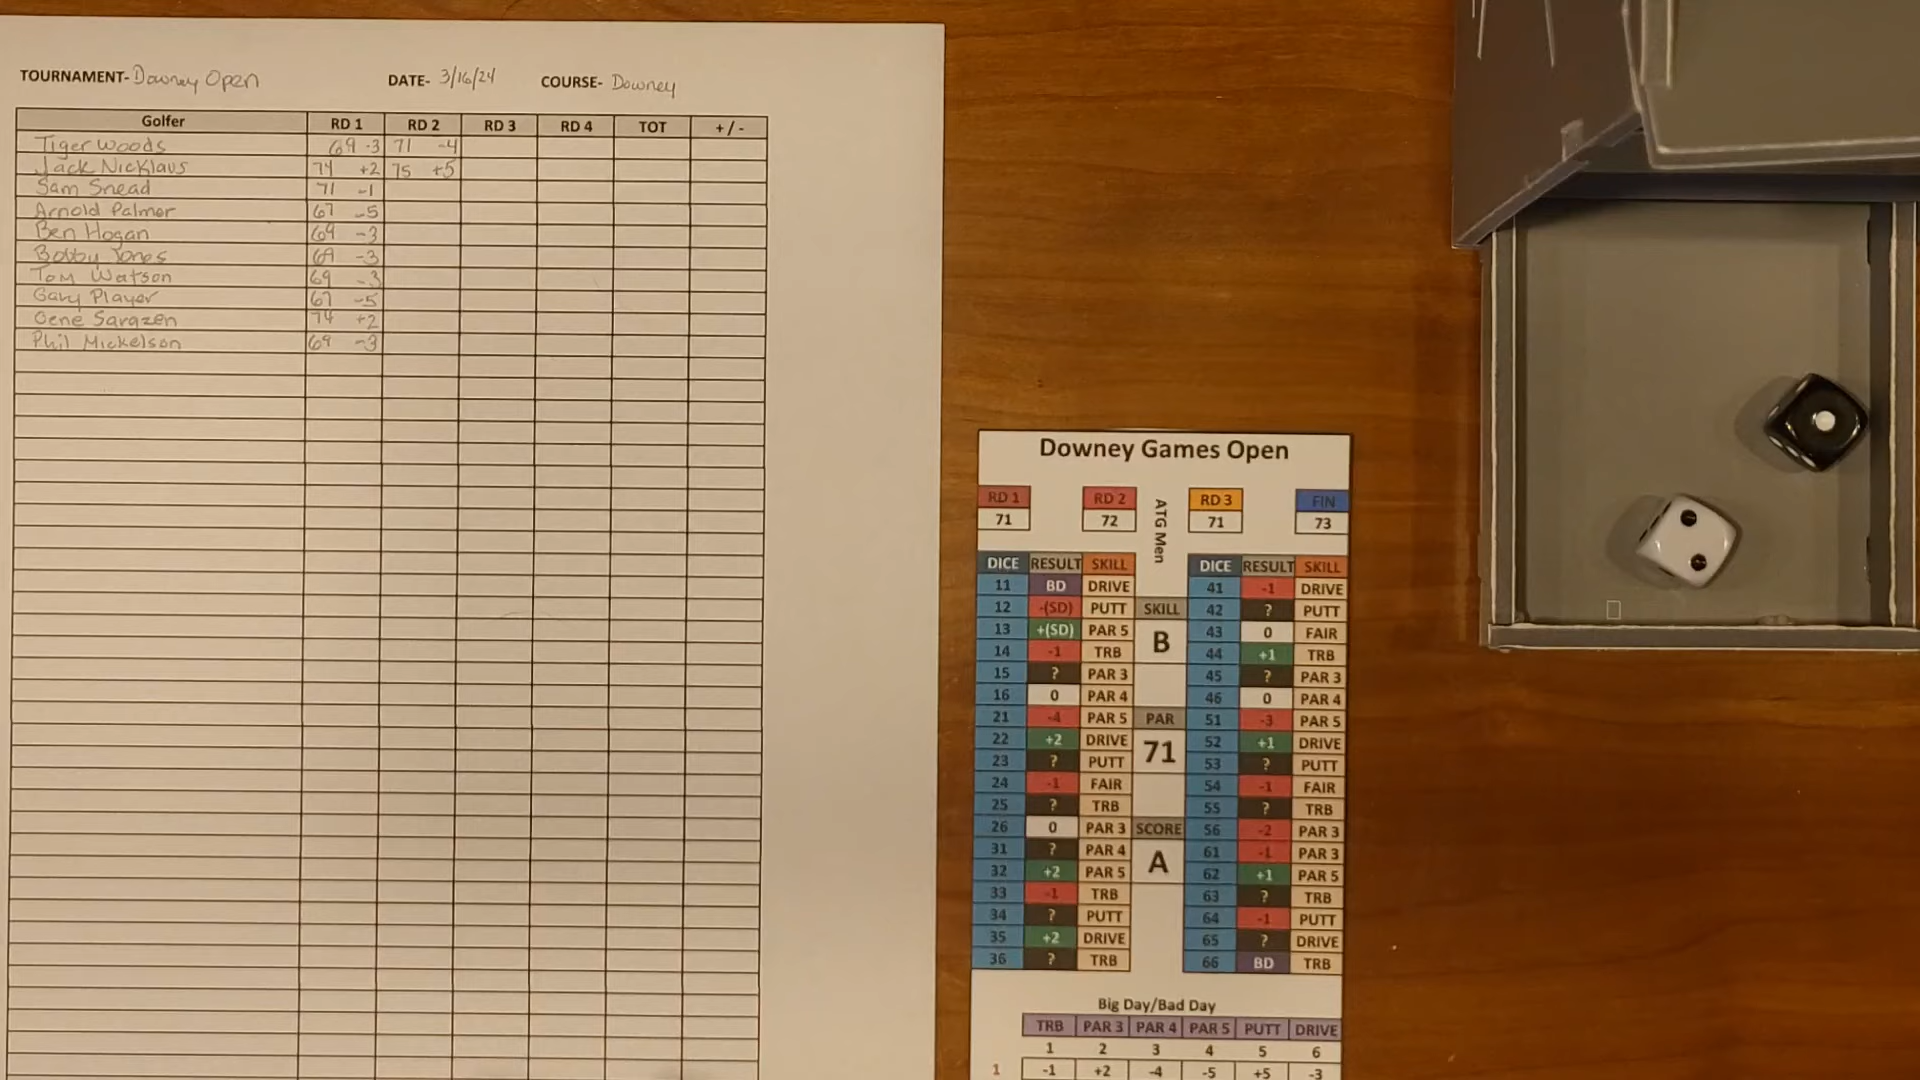 TOURNAMENT- Downey Open DATE- 3/16/24 COURSE- Downey
Golfer RD 1 RD 2 RD 3 RD 4 TOT + / -
Tiger Woods 69 -3 71 -4
Jack Nicklaus 74 +2 75 +5
Sam Snead 71 -1
Arnold Palmer 67 -5
Ben Hogan 69 -3
Bobby Jones 69 -3
Tom Watson 69 -3
Gary Player 67 -5
Gene Sarazen 74 +2
Phil Mickelson 69 -3
Downey Games Open
RD 1 RD 2 RD 3 FIN
71 72 71 73
ATG Men
DICE RESULT SKILL DICE RESULT SKILL
11 BD DRIVE 41 -1 DRIVE
12 -(SD) PUTT SKILL 42 ? PUTT
13 +(SD) PAR 5 B 43 0 FAIR
14 -1 TRB 44 +1 TRB
15 ? PAR 3 45 ? PAR 3
16 0 PAR 4 46 0 PAR 4
21 -4 PAR 5 PAR 51 -3 PAR 5
22 +2 DRIVE 71 52 +1 DRIVE
23 ? PUTT 53 ? PUTT
24 -1 FAIR 54 -1 FAIR
25 ? TRB 55 ? TRB
26 0 PAR 3 SCORE 56 -2 PAR 3
31 ? PAR 4 A 61 -1 PAR 3
32 +2 PAR 5 62 +1 PAR 5
33 -1 TRB 63 ? TRB
34 ? PUTT 64 -1 PUTT
35 +2 DRIVE 65 ? DRIVE
36 ? TRB 66 BD TRB
Big Day/Bad Day
TRB PAR 3 PAR 4 PAR 5 PUTT DRIVE
1 2 3 4 5 6
1 -1 +2 -4 -5 +5 -3